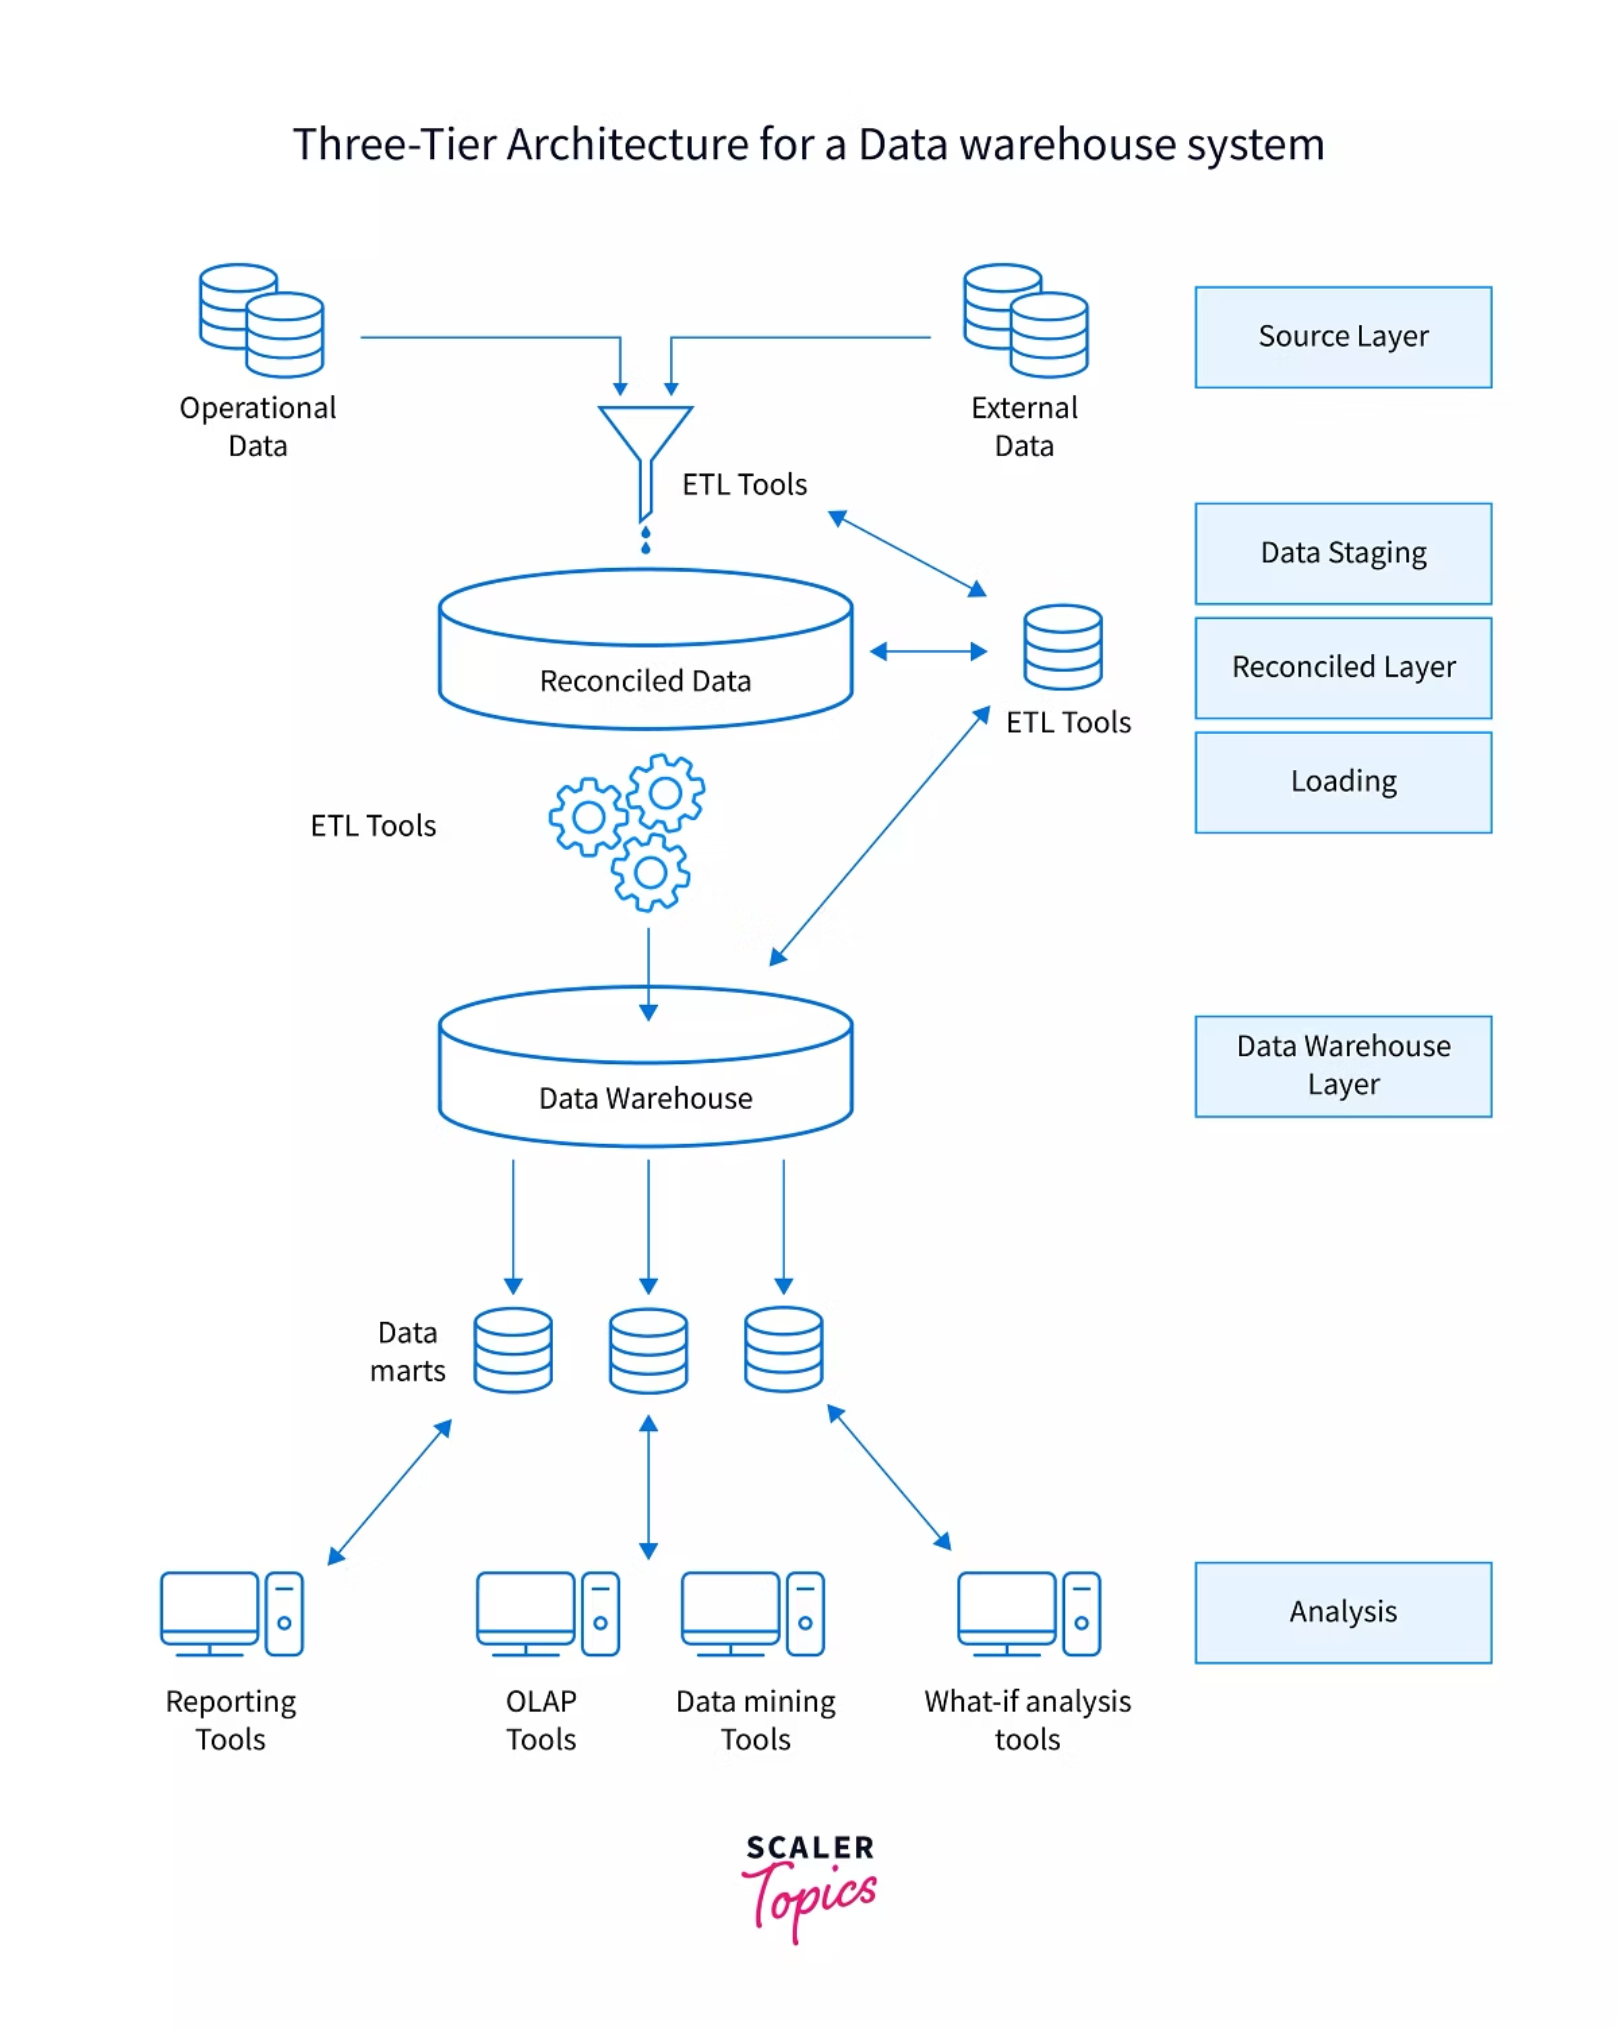 Three-Tier Architecture for a Data warehouse system
Operational
Data
External
Data
Source Layer
ETL Tools
Data Staging
Reconciled Data
ETL Tools
Reconciled Layer
Loading
ETL Tools
Data Warehouse
Data Warehouse
Layer
Data
marts
Analysis
Reporting
Tools
OLAP
Tools
Data mining
Tools
What-if analysis
tools
SCALER
Topics